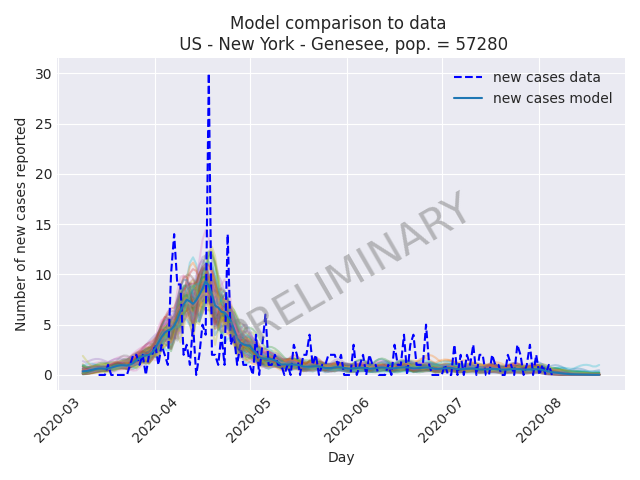 Model comparison to data
US - New York - Genesee, pop. = 57280
new cases data
new cases model
30
25
20
15
10
5
0
Number of new cases reported
PRELIMINARY
2020-03
2020-04
2020-05
2020-06
2020-07
2020-08
Day